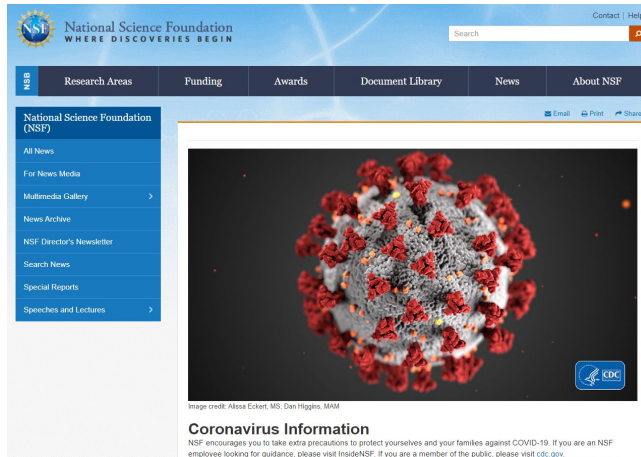 NSF
National Science Foundation
WHERE DISCOVERIES BEGIN
Contact | Help
Search
NSB
Research Areas
Funding
Awards
Document Library
News
About NSF
Email Print Share
National Science Foundation
(NSF)
All News
For News Media
Multimedia Gallery
News Archive
NSF Director's Newsletter
Search News
Special Reports
Speeches and Lectures
CDC
Image credit: Alissa Eckert, MS; Dan Higgins, MAM
Coronavirus Information
NSF encourages you to take extra precautions to protect yourselves and your families against COVID-19. If you are an NSF
employee looking for guidance, please visit InsideNSF. If you are a member of the public, please visit cdc.gov.